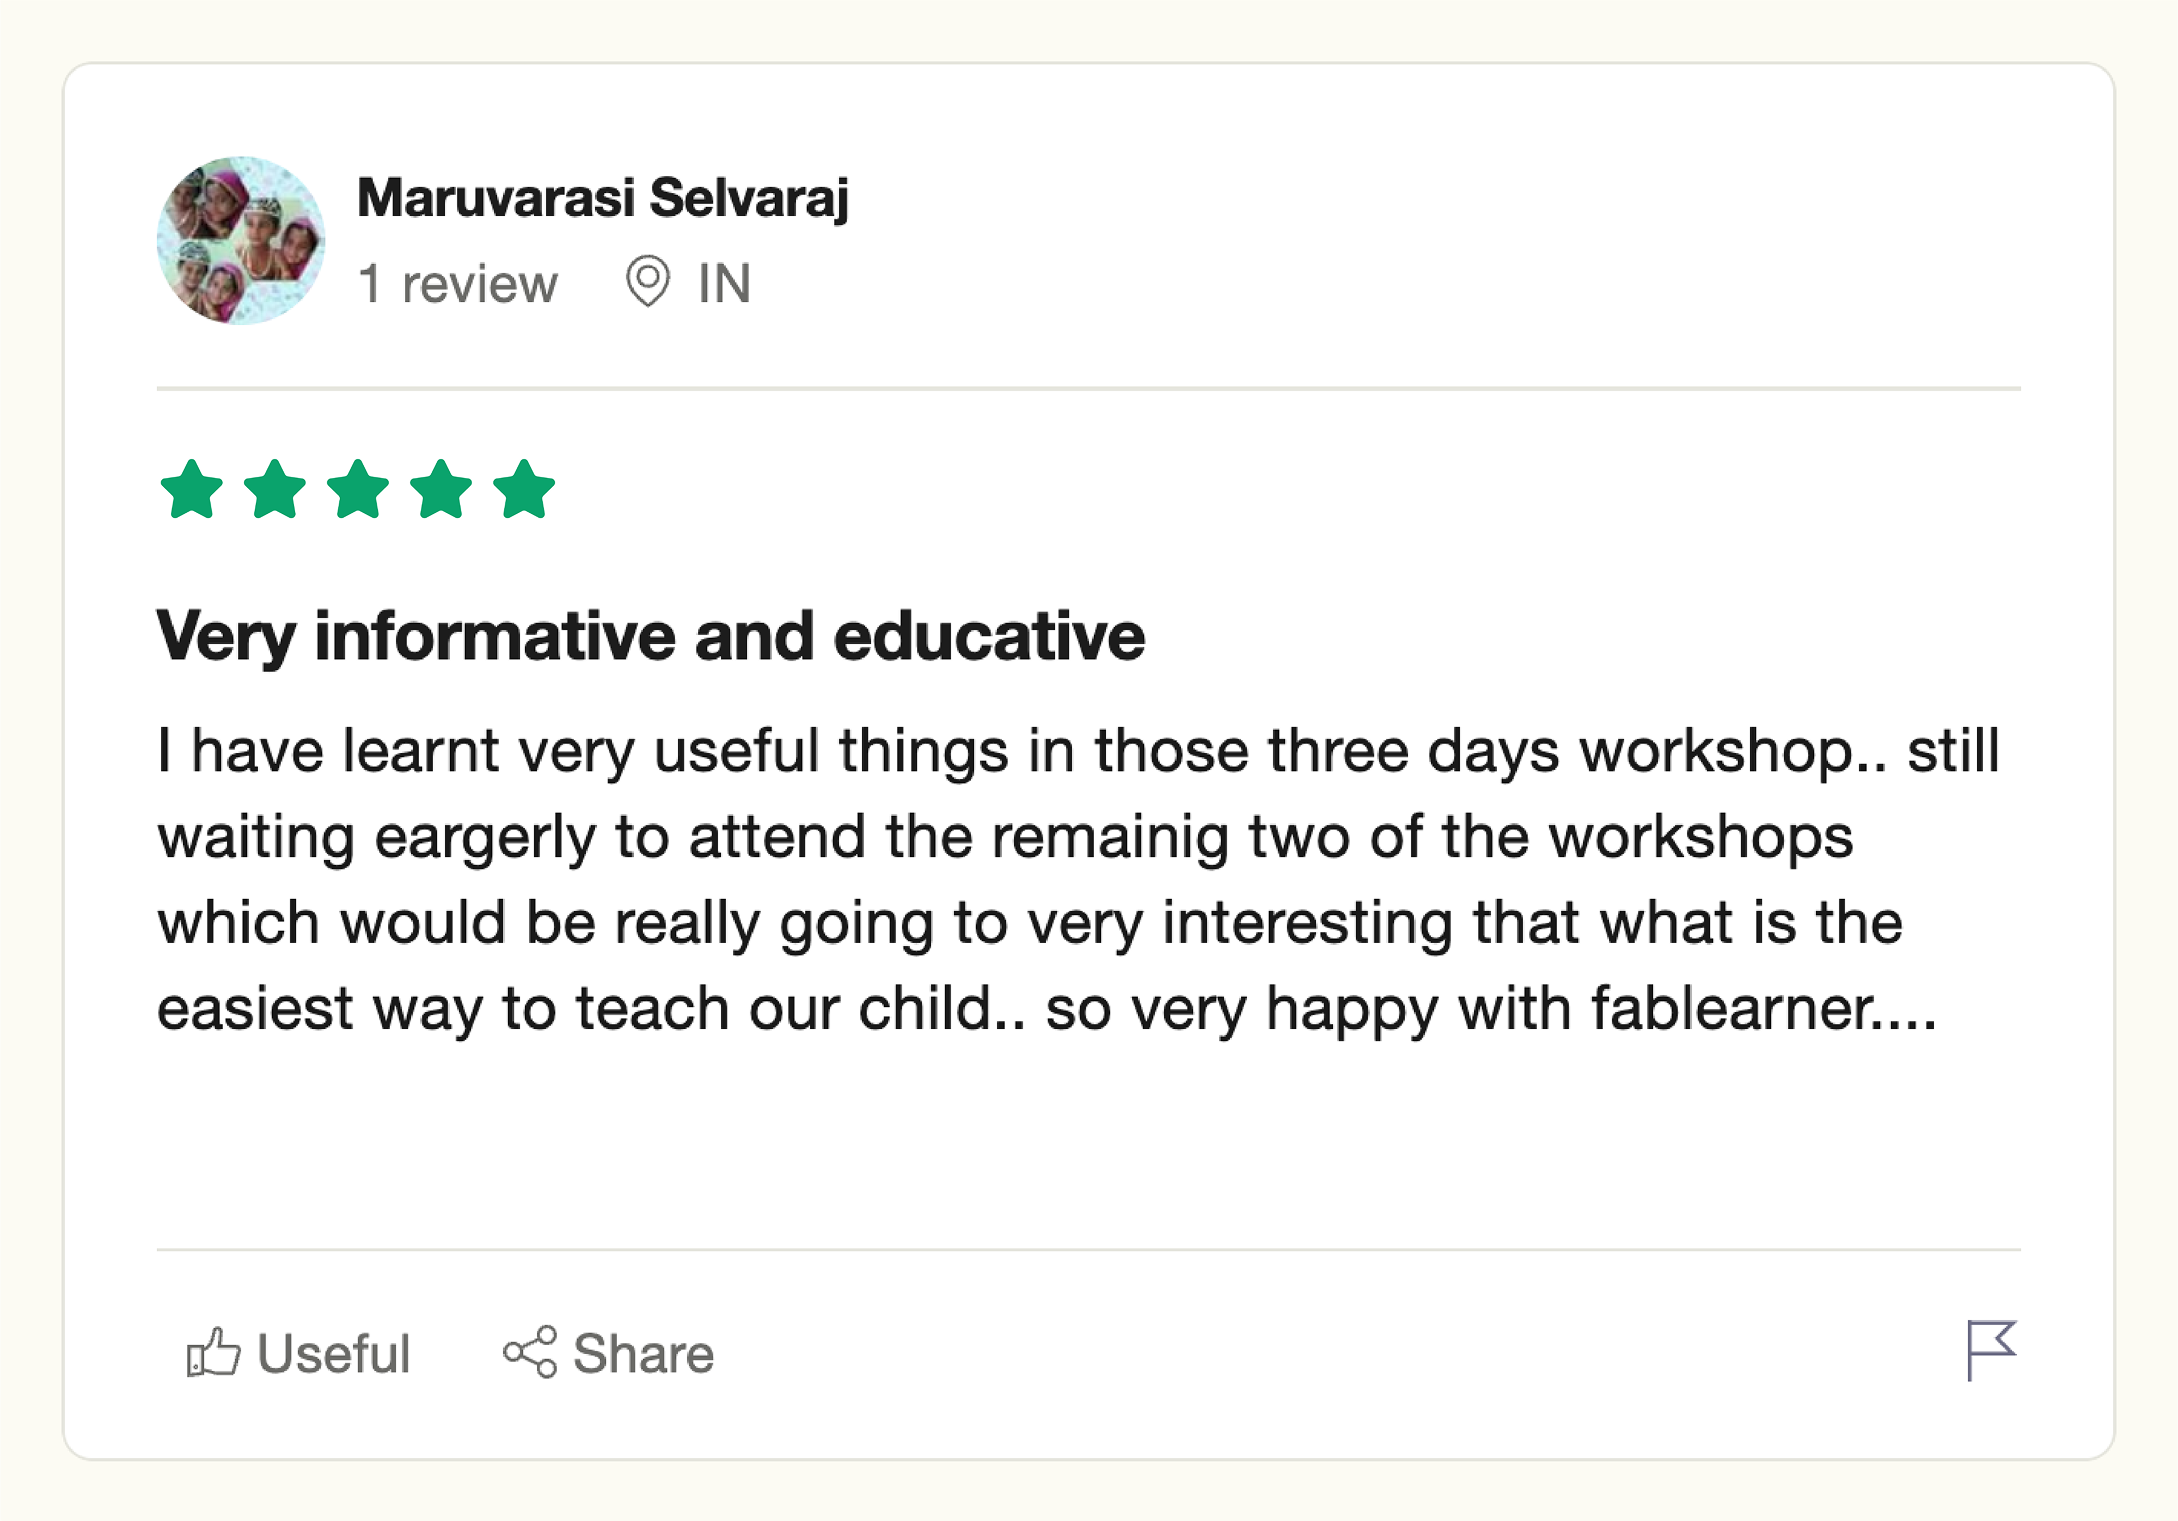 Maruvarasi Selvaraj
1 review IN
Very informative and educative
I have learnt very useful things in those three days workshop.. still
waiting eargerly to attend the remainig two of the workshops
which would be really going to very interesting that what is the
easiest way to teach our child.. so very happy with fablearner....
Useful Share